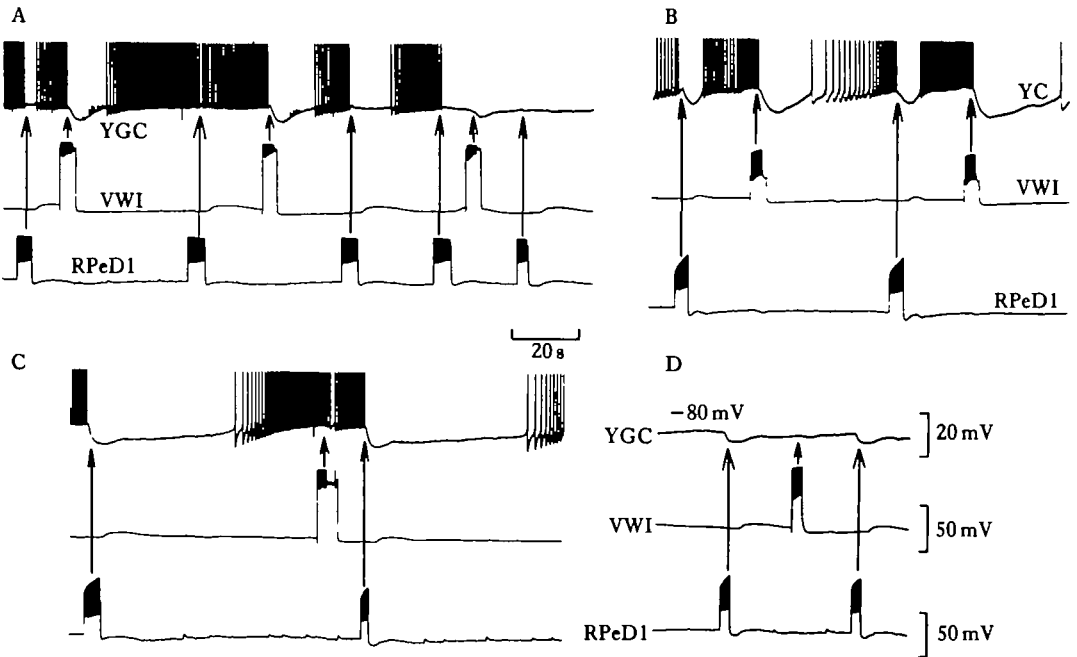 A
YGC
VWI
RPeD1
B
YC
VWI
RPeD1
20 s
C
D
−80 mV
YGC
20 mV
VWI
50 mV
RPeD1
50 mV